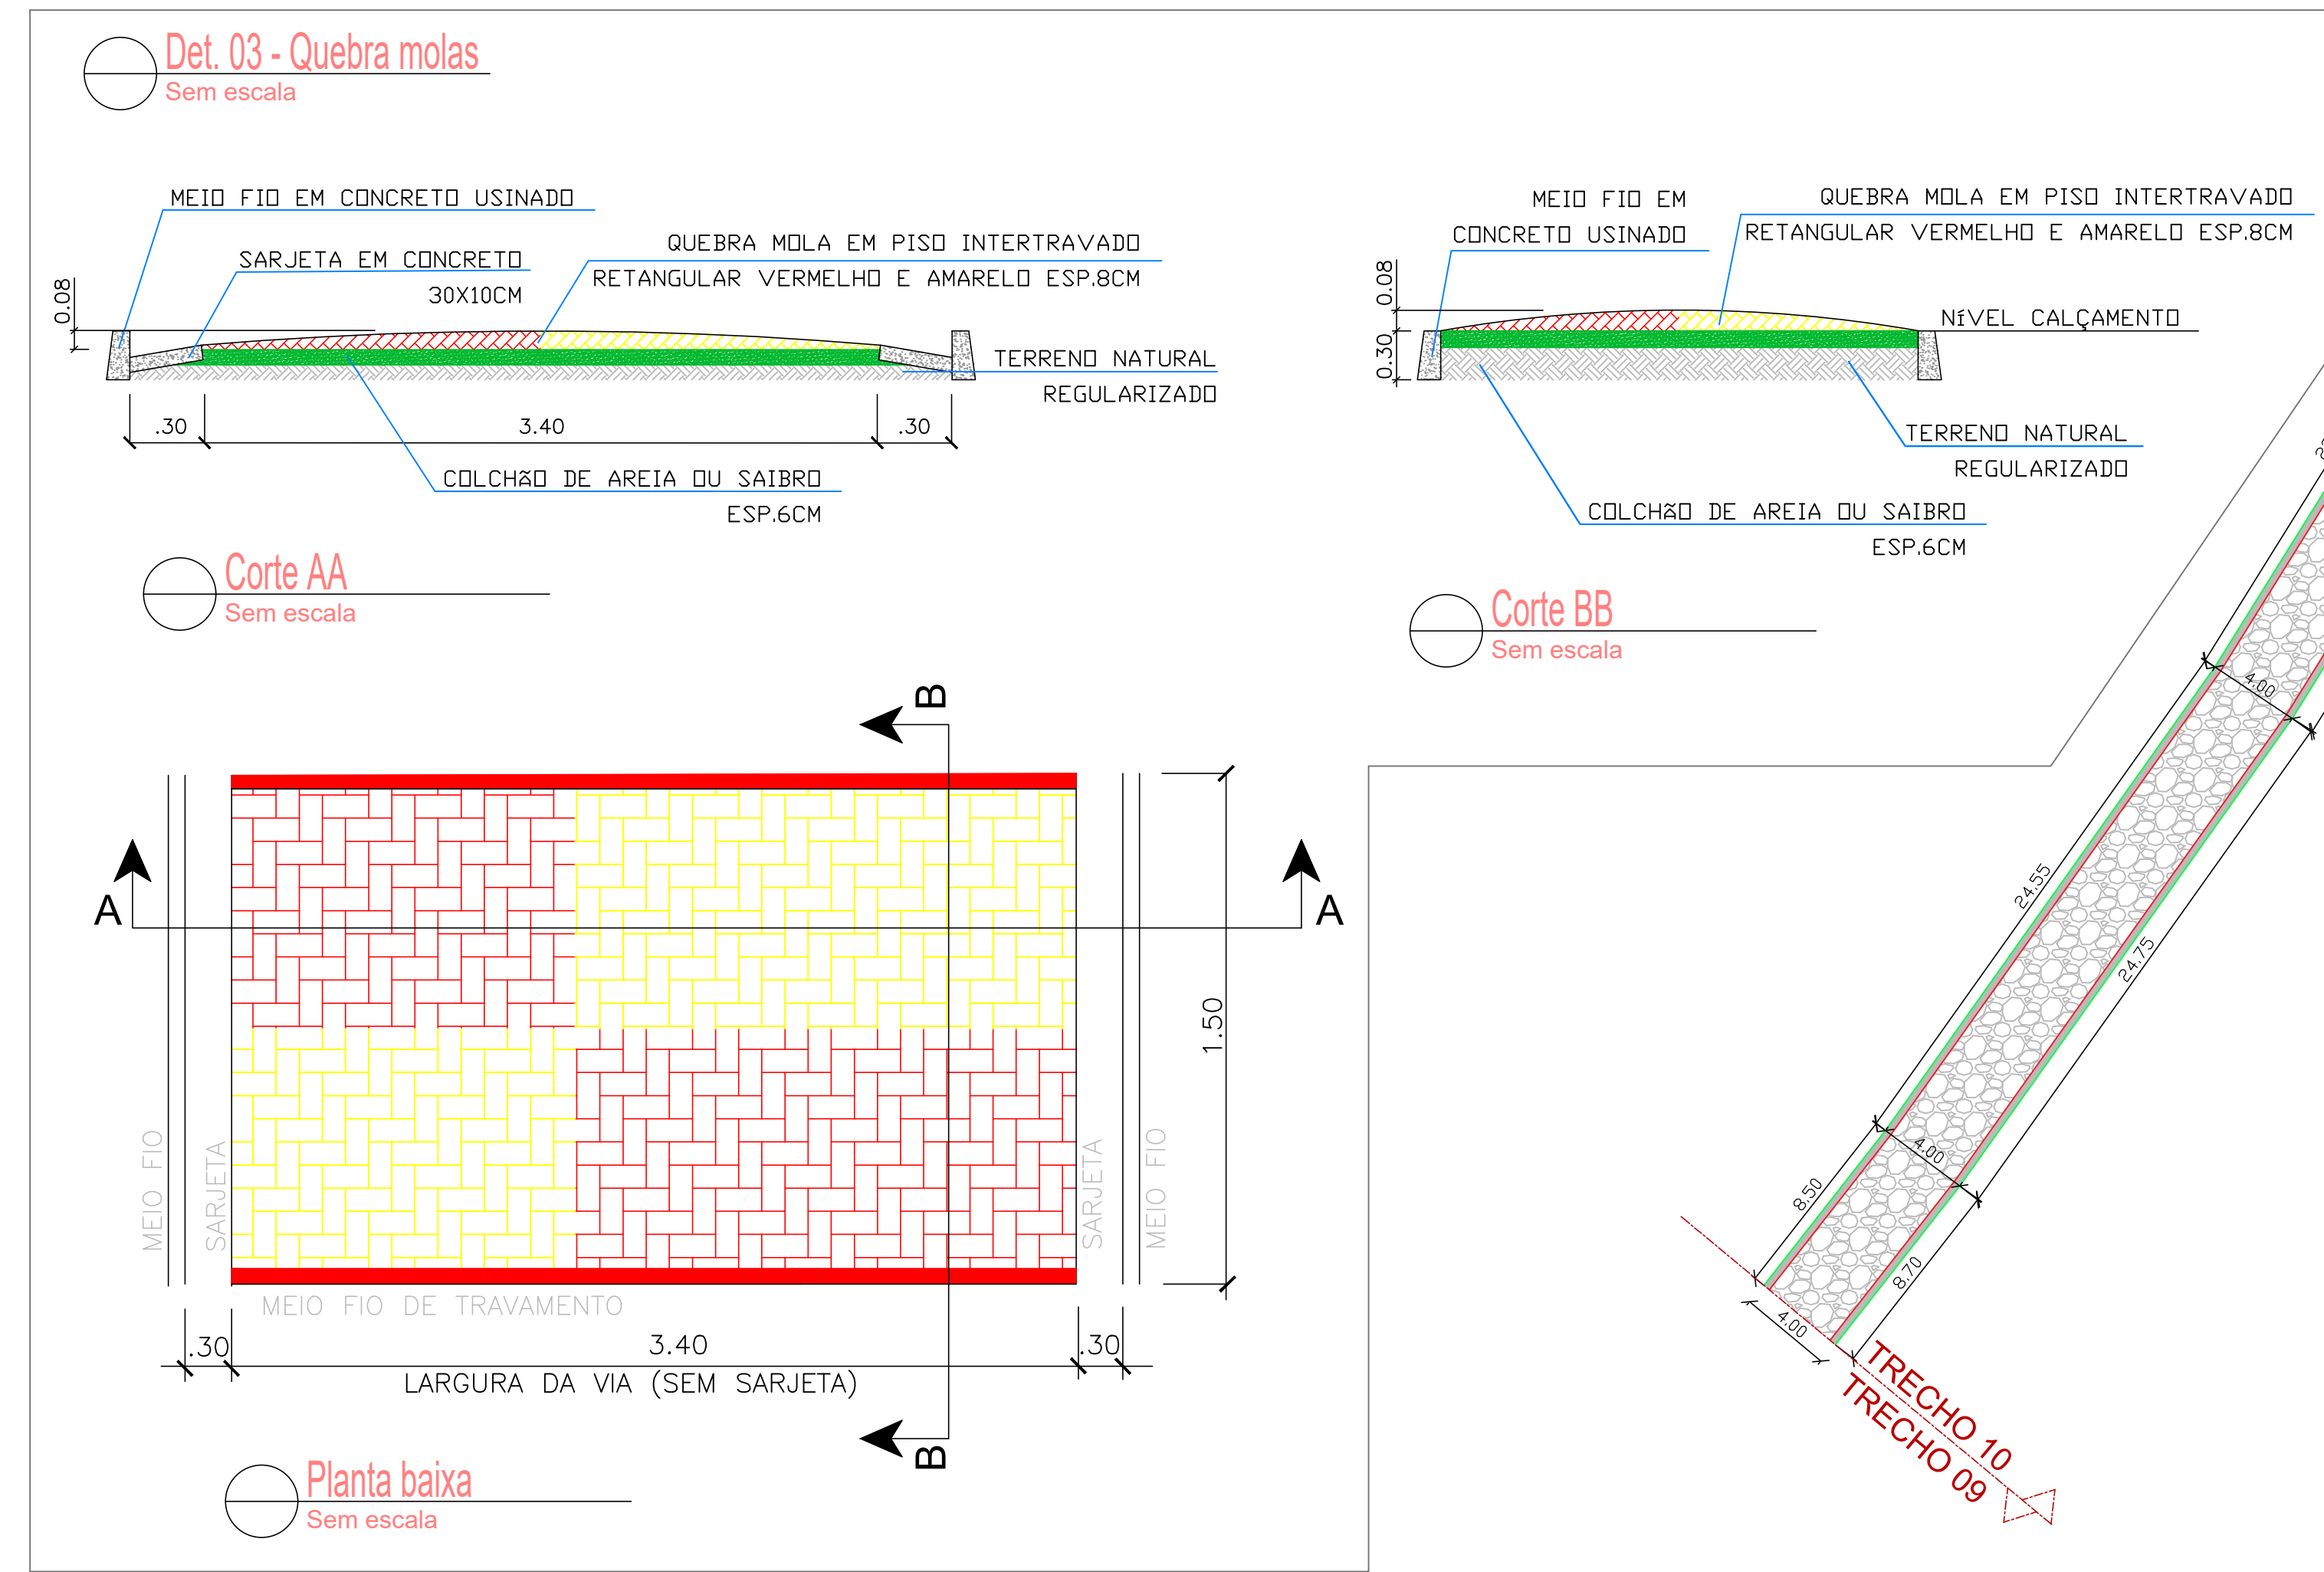 Det. 03 - Quebra molas
Sem escala
MEIO FIO EM CONCRETO USINADO
SARJETA EM CONCRETO
30X10CM
QUEBRA MOLA EM PISO INTERTRAVADO
RETANGULAR VERMELHO E AMARELO ESP.8CM
0.08
TERRENO NATURAL
REGULARIZADO
.30
3.40
.30
COLCHãO DE AREIA OU SAIBRO
ESP.6CM
Corte AA
Sem escala
MEIO FIO EM
CONCRETO USINADO
QUEBRA MOLA EM PISO INTERTRAVADO
RETANGULAR VERMELHO E AMARELO ESP.8CM
0.08
0.30
NíVEL CALÇAMENTO
TERRENO NATURAL
REGULARIZADO
COLCHãO DE AREIA OU SAIBRO
ESP.6CM
Corte BB
Sem escala
B
A
A
1.50
MEIO FIO
SARJETA
SARJETA
MEIO FIO
MEIO FIO DE TRAVAMENTO
.30
3.40
.30
LARGURA DA VIA (SEM SARJETA)
B
Planta baixa
Sem escala
4.00
24.55
24.75
4.00
8.50
8.70
4.00
TRECHO 10
TRECHO 09